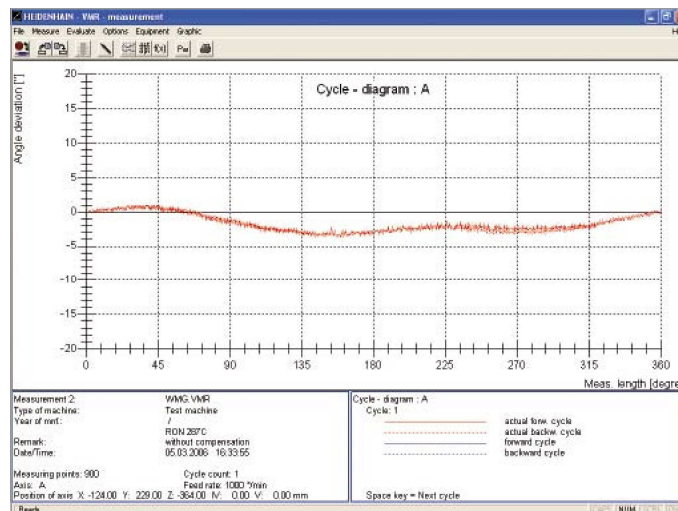 HEIDENHAIN - VMR - measurement
File Measure Evaluate Options Equipment Graphic
f(x)
Cycle - diagram : A
Angle deviation ["]
20
15
10
5
0
-5
-10
-15
-20
0 45 90 135 180 225 270 315 360
Meas. length [degre
Measurement 2: WMG.VMR
Type of machine: Test machine
Year of mnf.: /
RON 287C
Remark: without compensation
Date/Time: 05.03.2006 16:33:55
Measuring points: 900 Cycle count: 1
Axis: A Feed rate: 1000 °/min
Position of axis X: -124.00 Y: 229.00 Z: -364.00 IV: 0.00 V: 0.00 mm
Cycle - diagram : A
Cycle: 1
actual forw. cycle
actual backw. cycle
forward cycle
backward cycle
Space key = Next cycle
Ready NUM